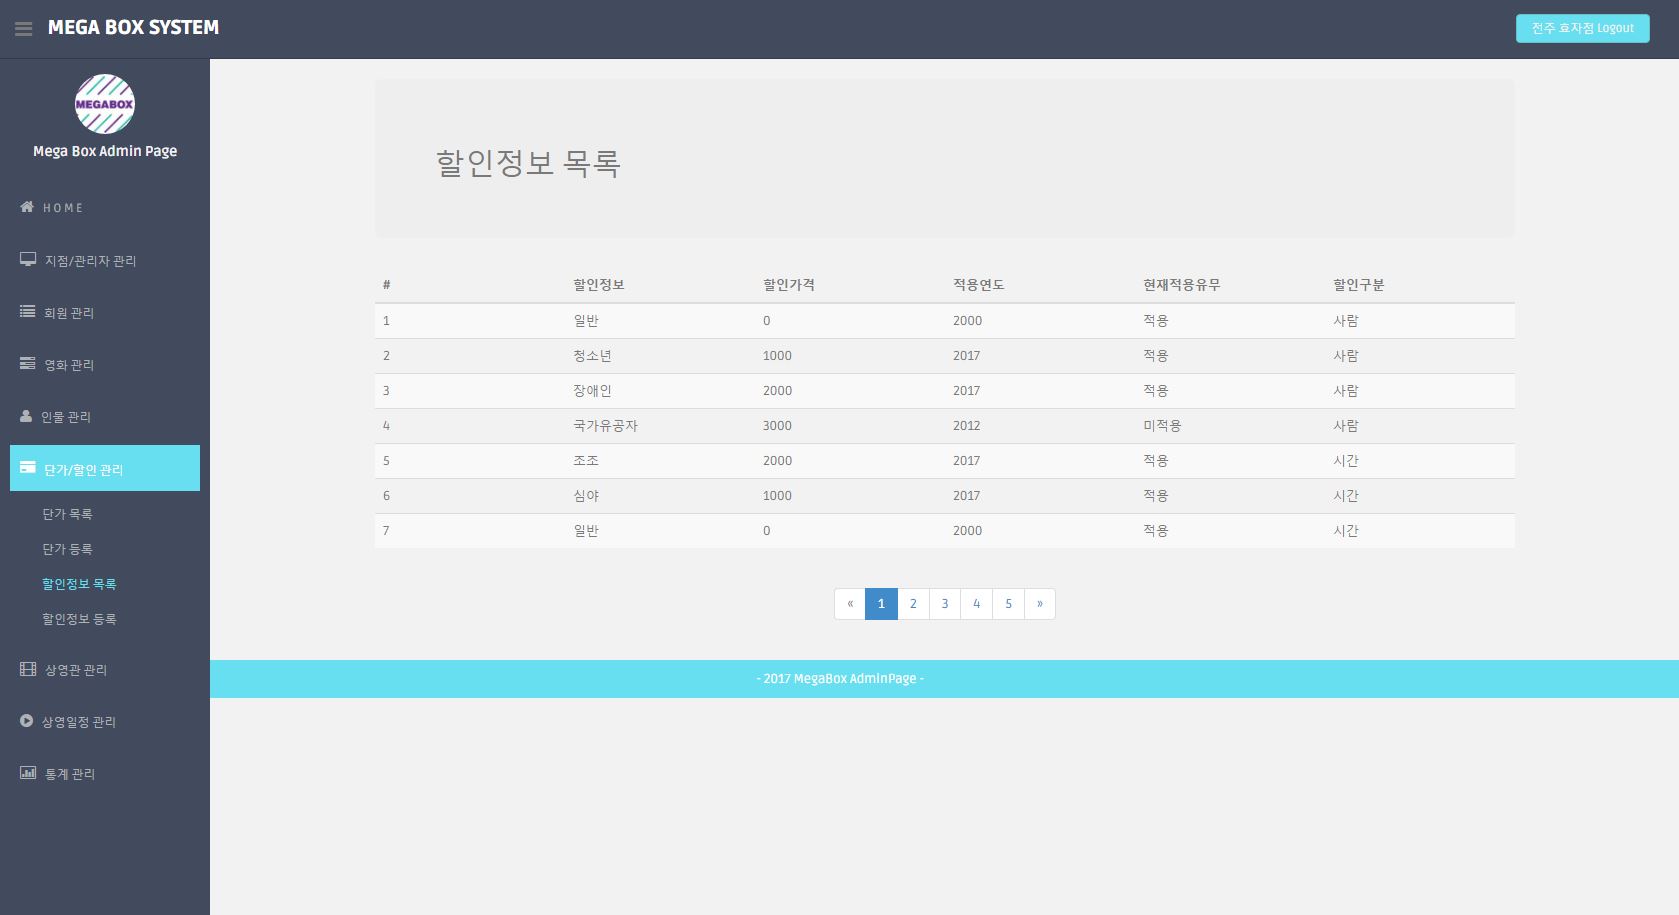 MEGA BOX SYSTEM
전주 효자점 Logout
MEGABOX
Mega Box Admin Page
HOME
지점/관리자 관리
회원 관리
영화 관리
인물 관리
단가/할인 관리
단가 목록
단가 등록
할인정보 목록
할인정보 등록
상영관 관리
상영일정 관리
통계 관리
할인정보 목록
# 할인정보 할인가격 적용연도 현재적용유무 할인구분
1 일반 0 2000 적용 사람
2 청소년 1000 2017 적용 사람
3 장애인 2000 2017 적용 사람
4 국가유공자 3000 2012 미적용 사람
5 조조 2000 2017 적용 시간
6 심야 1000 2017 적용 시간
7 일반 0 2000 적용 시간
« 1 2 3 4 5 »
- 2017 MegaBox AdminPage -